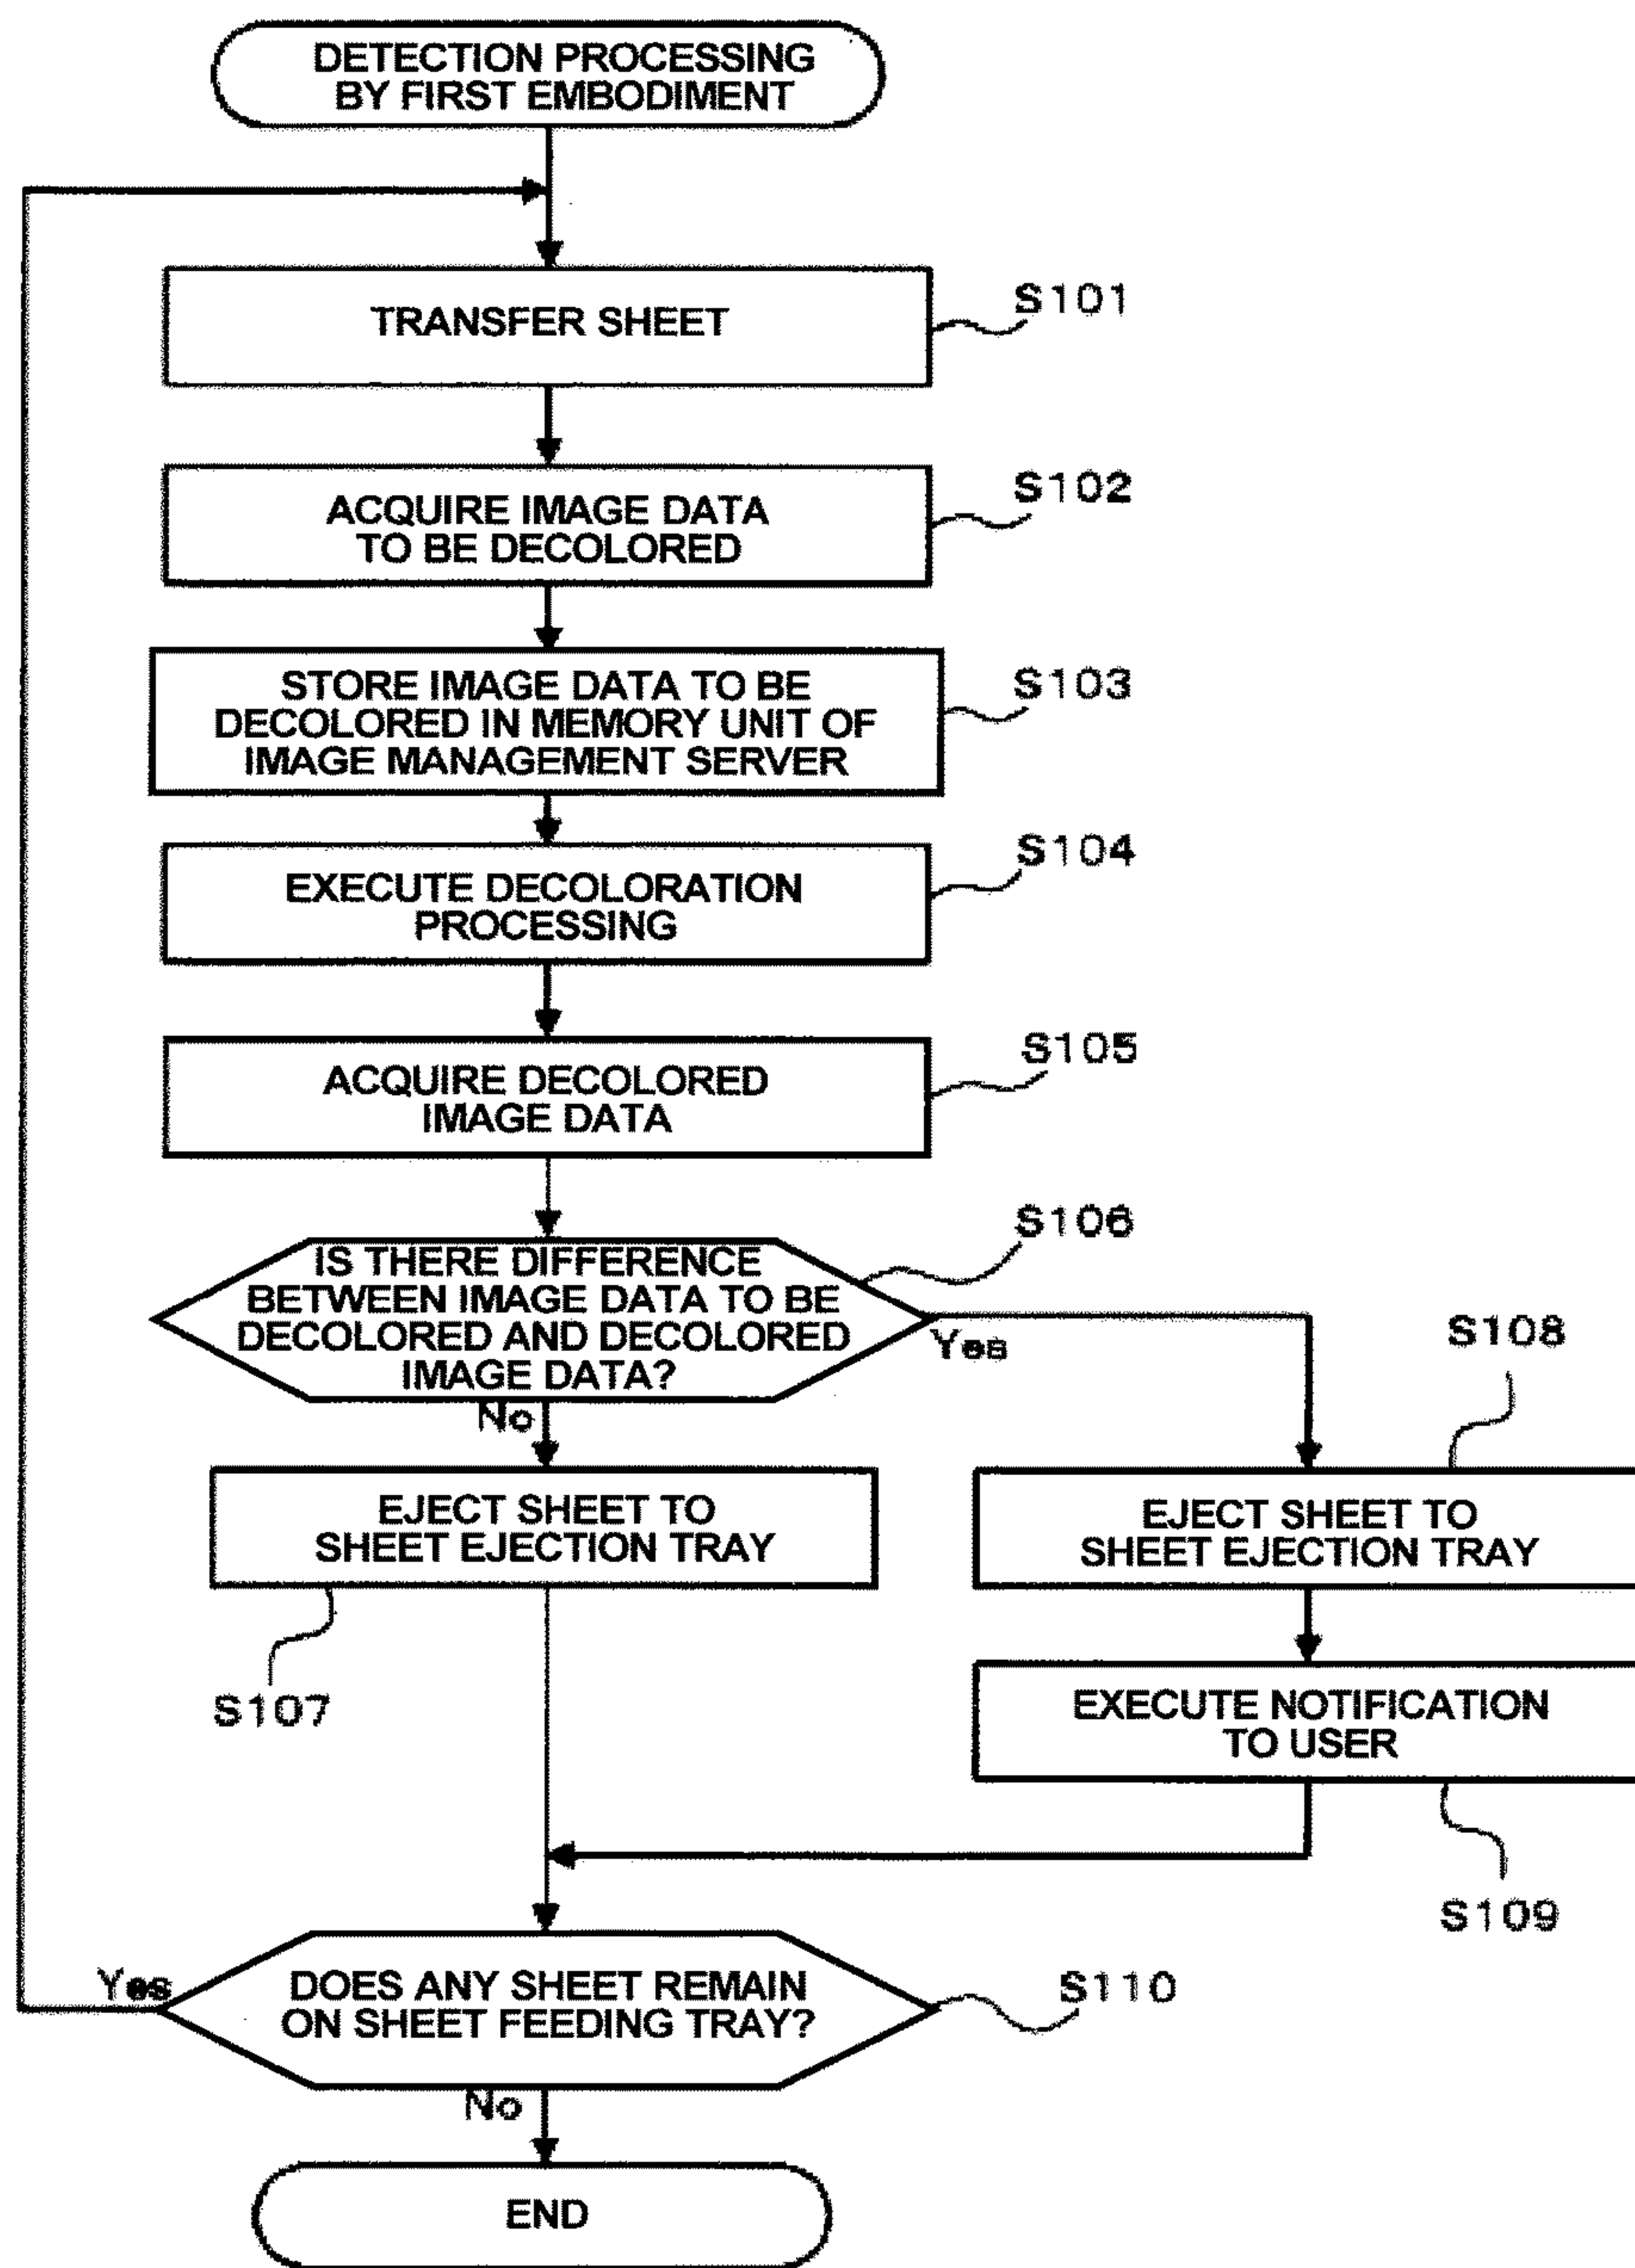 DETECTION PROCESSING
BY FIRST EMBODIMENT
TRANSFER SHEET
S101
ACQUIRE IMAGE DATA
TO BE DECOLORED
S102
STORE IMAGE DATA TO BE
DECOLORED IN MEMORY UNIT OF
IMAGE MANAGEMENT SERVER
S103
EXECUTE DECOLORATION
PROCESSING
S104
ACQUIRE DECOLORED
IMAGE DATA
S105
IS THERE DIFFERENCE
BETWEEN IMAGE DATA TO BE
DECOLORED AND DECOLORED
IMAGE DATA?
S106
Yes
No
EJECT SHEET TO
SHEET EJECTION TRAY
S107
S108
EJECT SHEET TO
SHEET EJECTION TRAY
EXECUTE NOTIFICATION
TO USER
S109
Yes
DOES ANY SHEET REMAIN
ON SHEET FEEDING TRAY?
S110
No
END